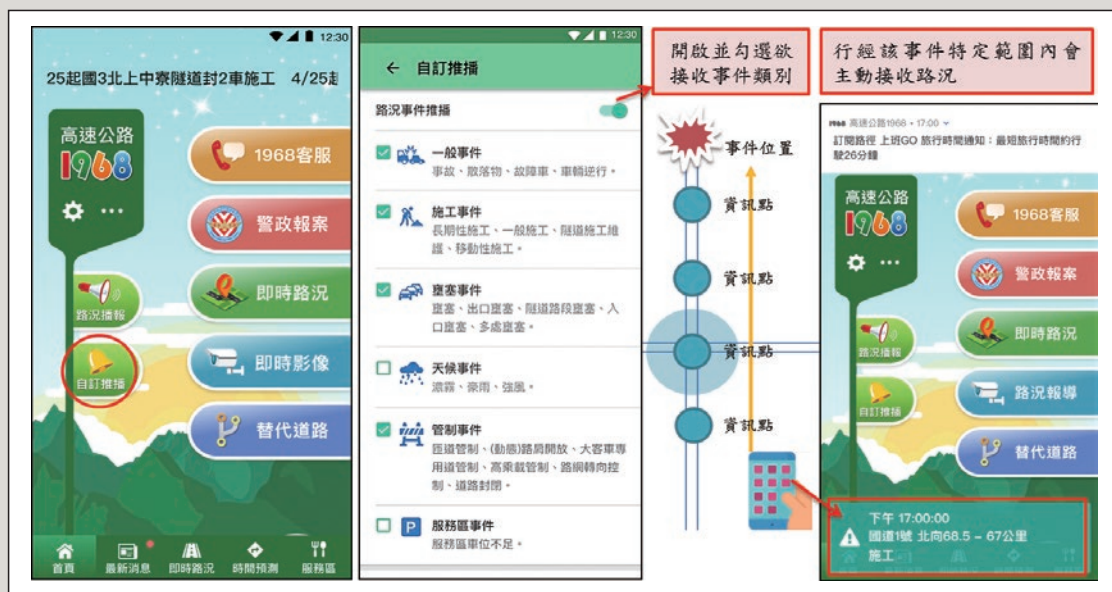 12:30
25起國3北上中寮隧道封2車施工 4/25起
高速公路
1968
1968客服
警政報案
即時路況
即時影像
替代道路
路況播報
自訂推播
首頁
最新消息
即時路況
時間預測
服務區
12:30
自訂推播
路況事件推播
一般事件
事故、散落物、故障車、車輛逆行。
施工事件
長期性施工、一般施工、隧道施工維
護、移動性施工。
壅塞事件
壅塞、出口壅塞、隧道路段壅塞、入
口壅塞、多處壅塞。
天候事件
濃霧、豪雨、強風。
管制事件
匝道管制、(動態)路肩開放、大客車專
用道管制、高乘載管制、路網轉向控
制、道路封閉。
P 服務區事件
服務區車位不足。
開啟並勾選欲
接收事件類別
事件位置
資訊點
資訊點
資訊點
資訊點
行經該事件特定範圍內會
主動接收路況
1968 高速公路1968・17:00
訂閱路徑 上班GO 旅行時間通知：最短旅行時間約行
駛26分鐘
高速公路
1968
1968客服
警政報案
即時路況
路況報導
替代道路
路況播報
自訂推播
下午 17:00:00
國道1號 北向68.5 – 67公里
施工